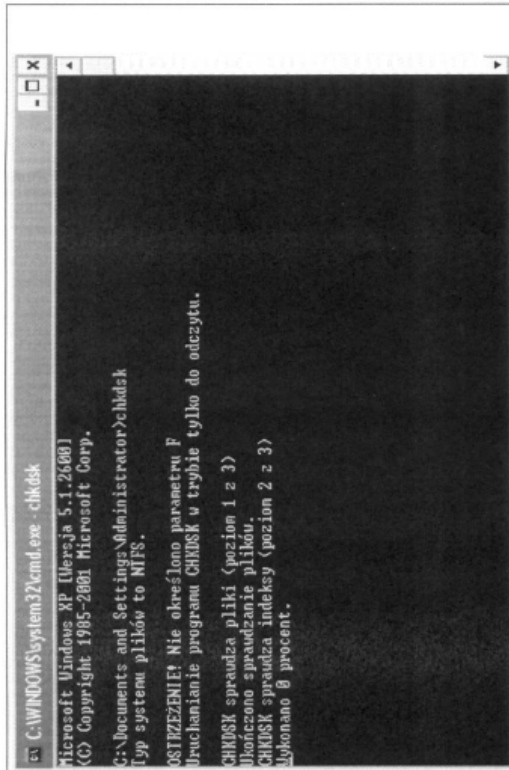 C:\WINDOWS\system32\cmd.exe - chkdsk
Microsoft Windows XP [Wersja 5.1.2600]
(C) Copyright 1985-2001 Microsoft Corp.
C:\Documents and Settings\Administrator>chkdsk
Typ systemu plików to NTFS.
OSTRZEŻENIE! Nie określono parametru F
Uruchanianie programu CHKDSK w trybie tylko do odczytu.
CHKDSK sprawdza pliki (poziom 1 z 3)
Ukończono sprawdzanie plików.
CHKDSK sprawdza indeksy (poziom 2 z 3)
Wykonano 0 procent.